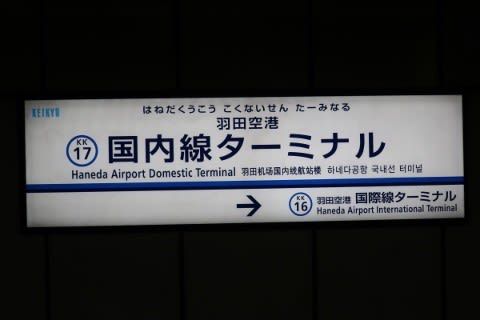 KEIKYU
はねだくうこう こくないせん たーみなる
羽田空港
KK
17
国内線ターミナル
Haneda Airport Domestic Terminal 羽田机场国内线航站楼 하네다공항 국내선 터미널
→
KK
16
羽田空港 国際線ターミナル
Haneda Airport International Terminal